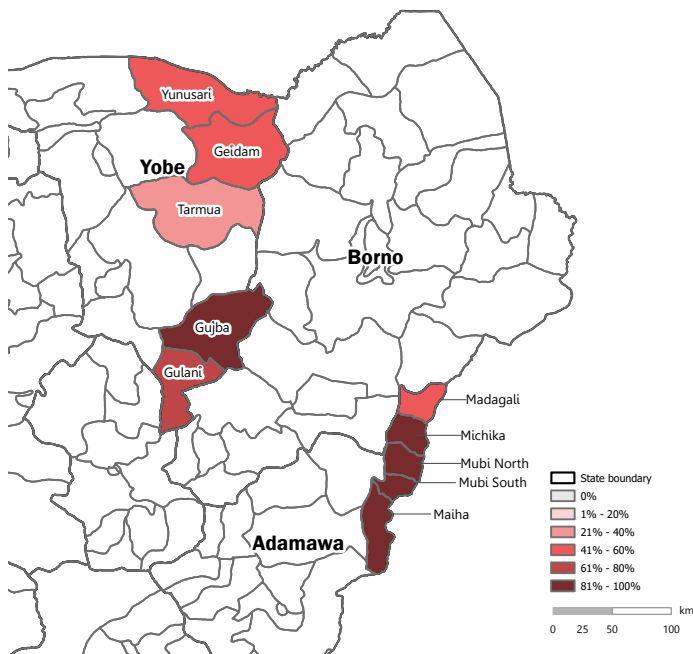 Yunusari
Geidam
Yobe
Tarmua
Borno
Gujba
Gulani
Madagali
Michika
Mubi North
Mubi South
Maiha
Adamawa
State boundary
0%
1% - 20%
21% - 40%
41% - 60%
61% - 80%
81% - 100%
km
0 25 50 100